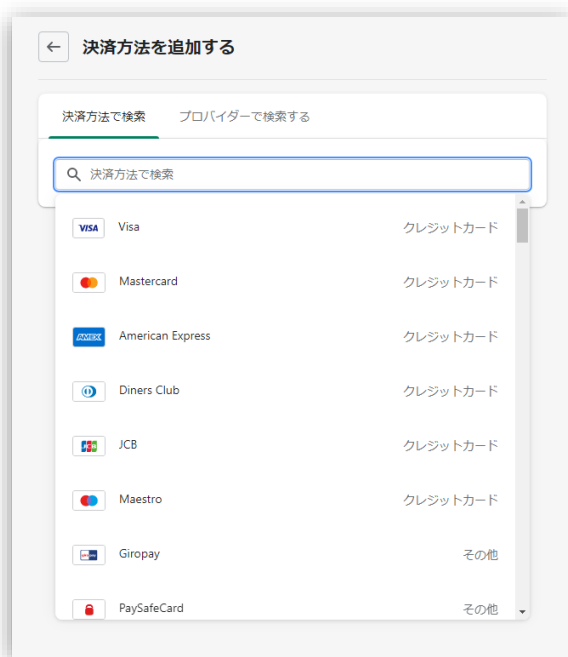 決済方法を追加する
決済方法で検索 プロバイダーで検索する
決済方法で検索
VISA Visa クレジットカード
Mastercard クレジットカード
AMEX American Express クレジットカード
Diners Club クレジットカード
JCB JCB クレジットカード
Maestro クレジットカード
Giropay その他
PaySafeCard その他